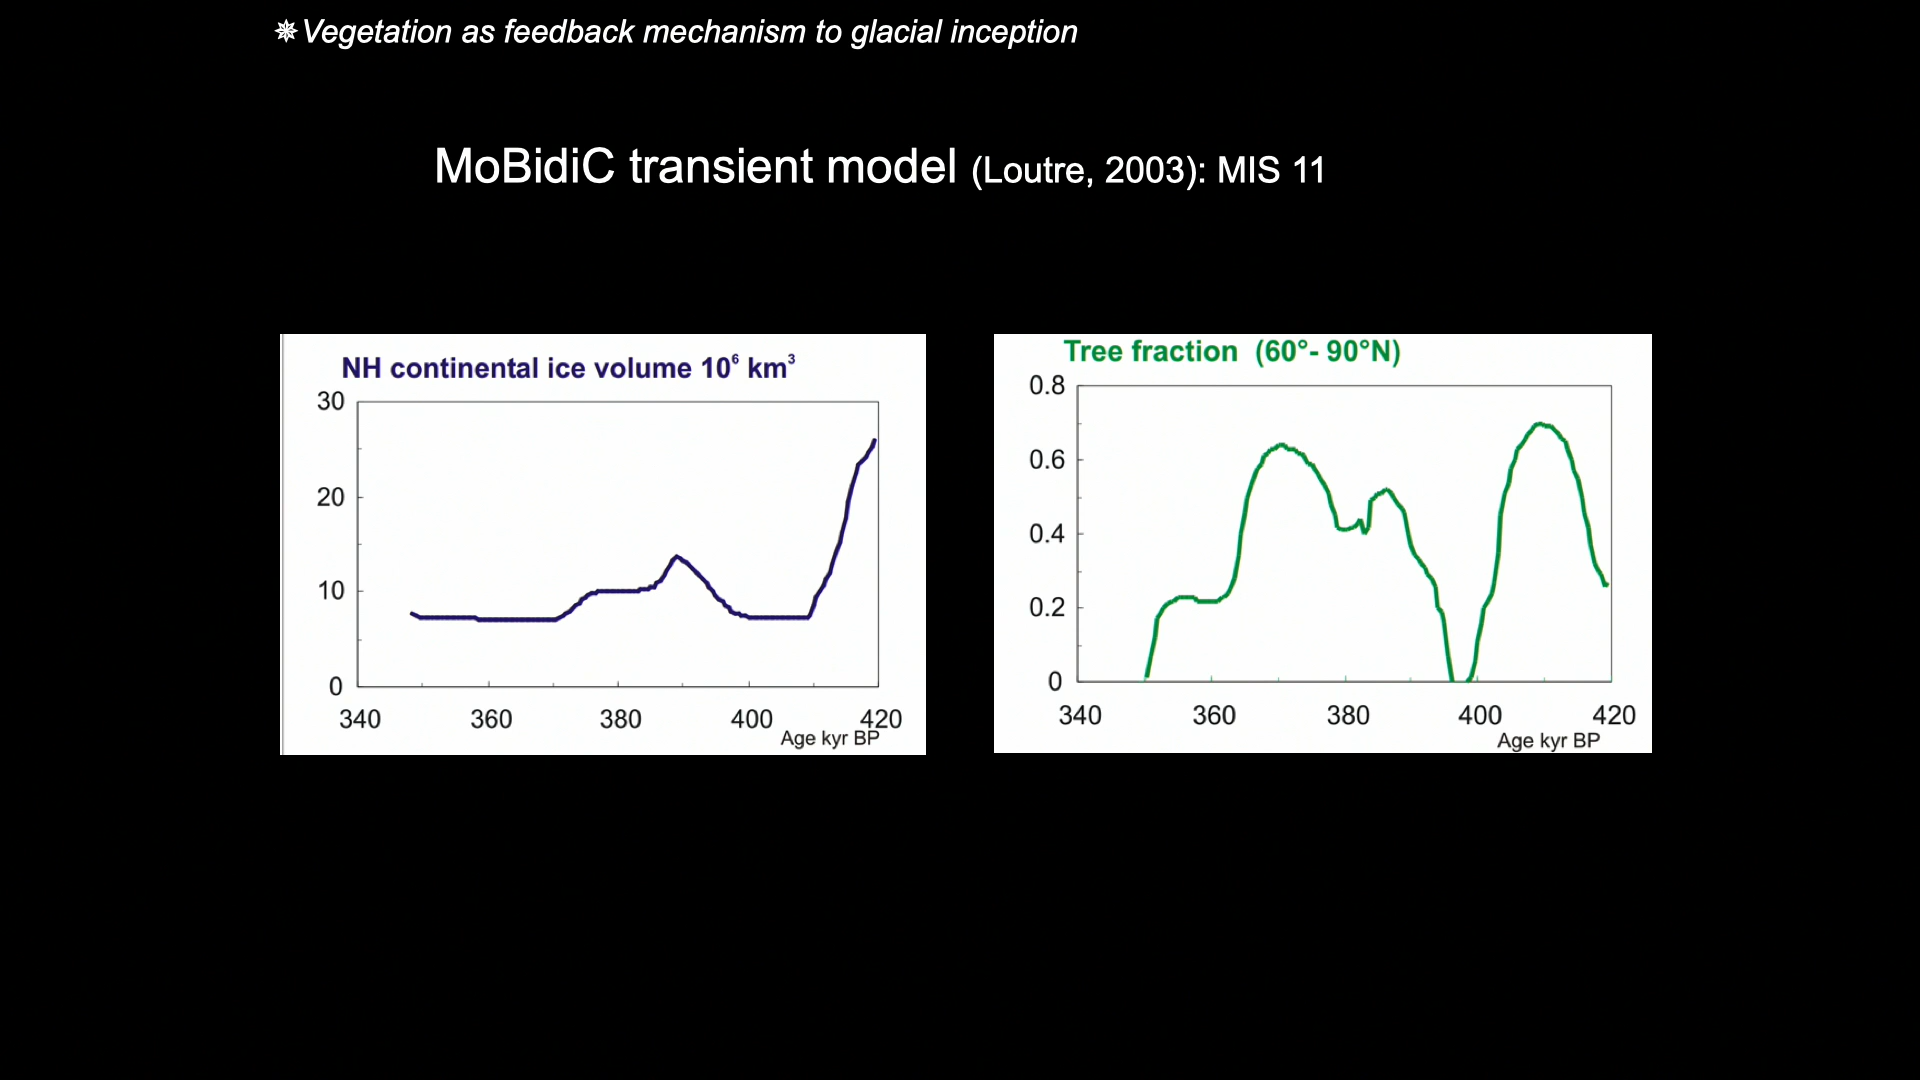 ✵Vegetation as feedback mechanism to glacial inception
MoBidiC transient model (Loutre, 2003): MIS 11
NH continental ice volume 10⁶ km³
30
20
10
0
340 360 380 400 420
Age kyr BP
Tree fraction (60°- 90°N)
0.8
0.6
0.4
0.2
0
340 360 380 400 420
Age kyr BP